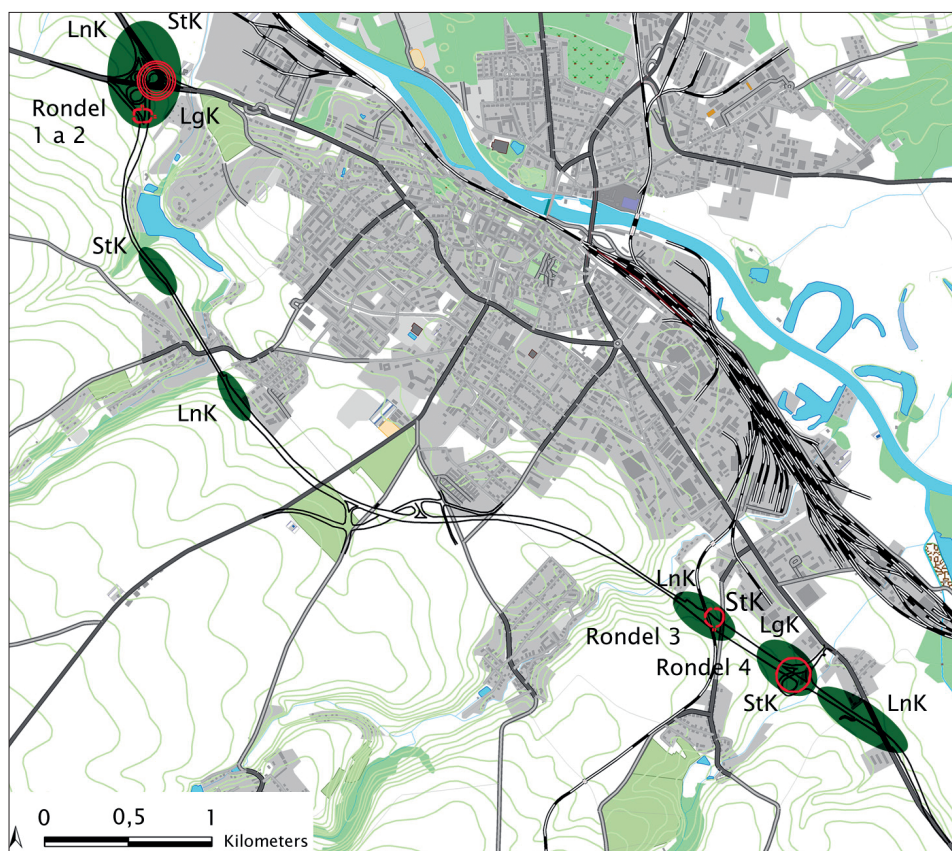 LnK
StK
Rondel
1 a 2
LgK
StK
LnK
LnK
StK
Rondel 3
LgK
Rondel 4
StK
LnK
0
0,5
1
Kilometers